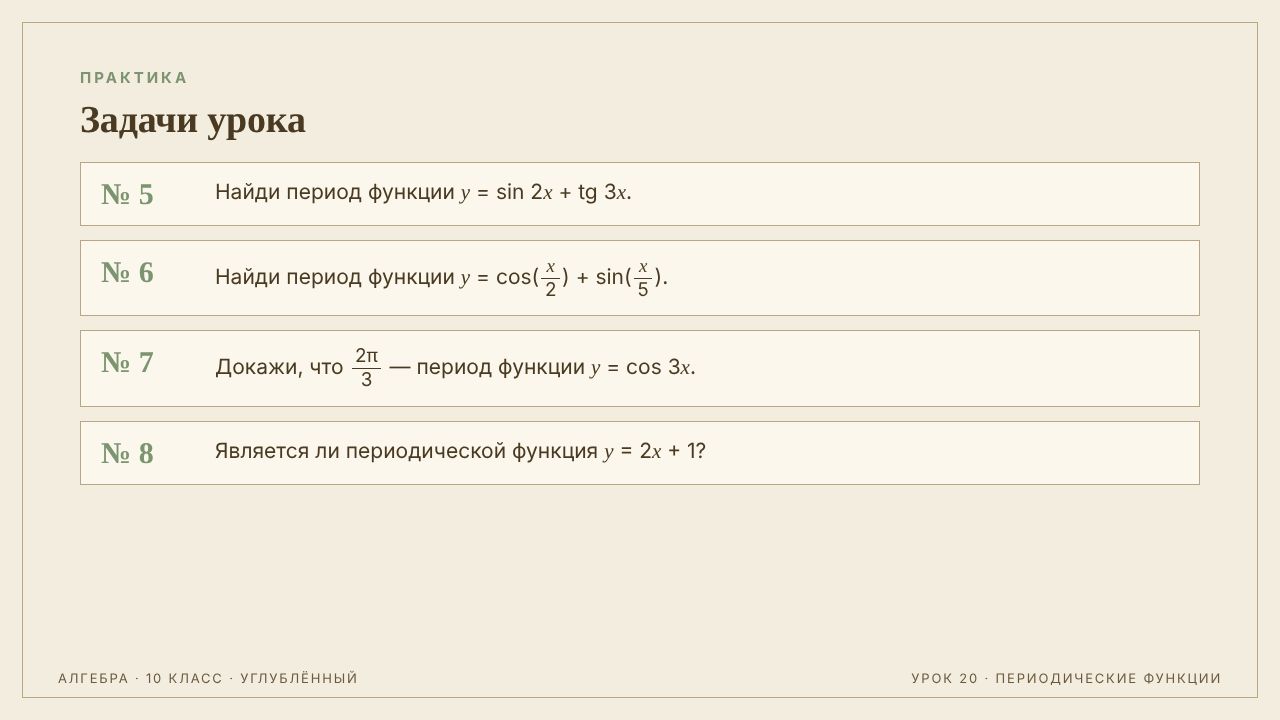 ПРАКТИКА
Задачи урока
№ 5 Найди период функции y = sin 2x + tg 3x.
№ 6 Найди период функции y = cos(x/2) + sin(x/5).
№ 7 Докажи, что 2π/3 — период функции y = cos 3x.
№ 8 Является ли периодической функция y = 2x + 1?
АЛГЕБРА · 10 КЛАСС · УГЛУБЛЁННЫЙ
УРОК 20 · ПЕРИОДИЧЕСКИЕ ФУНКЦИИ